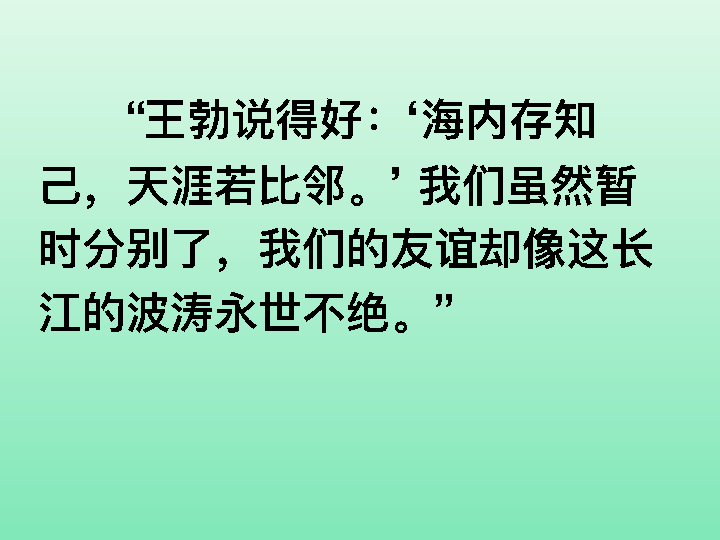 “王勃说得好：‘海内存知
己，天涯若比邻。’ 我们虽然暂
时分别了，我们的友谊却像这长
江的波涛永世不绝。”